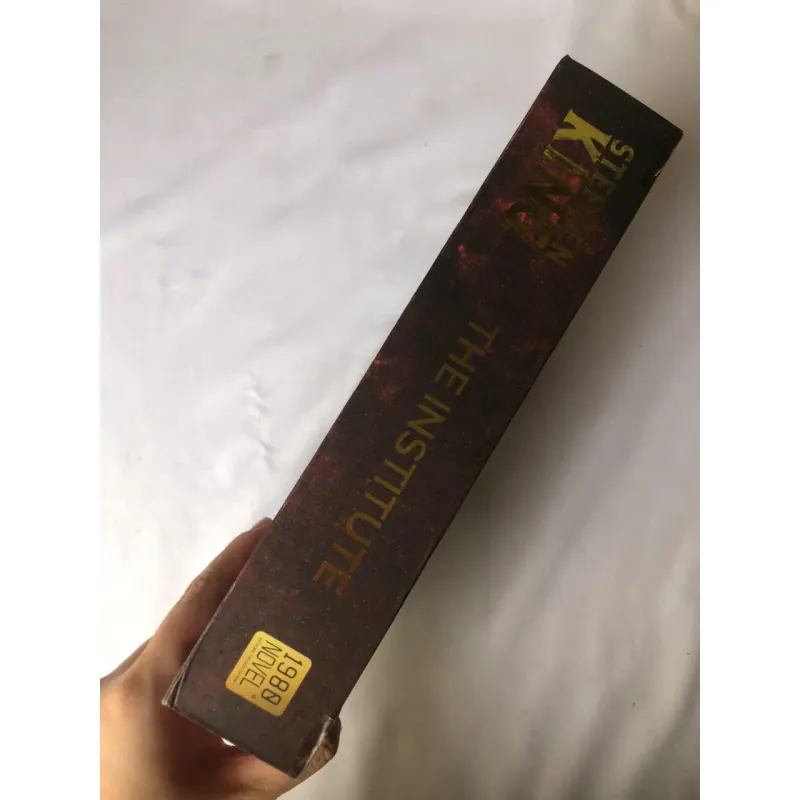 STEPHEN
KING
THE INSTITUTE
1980
NOVEL